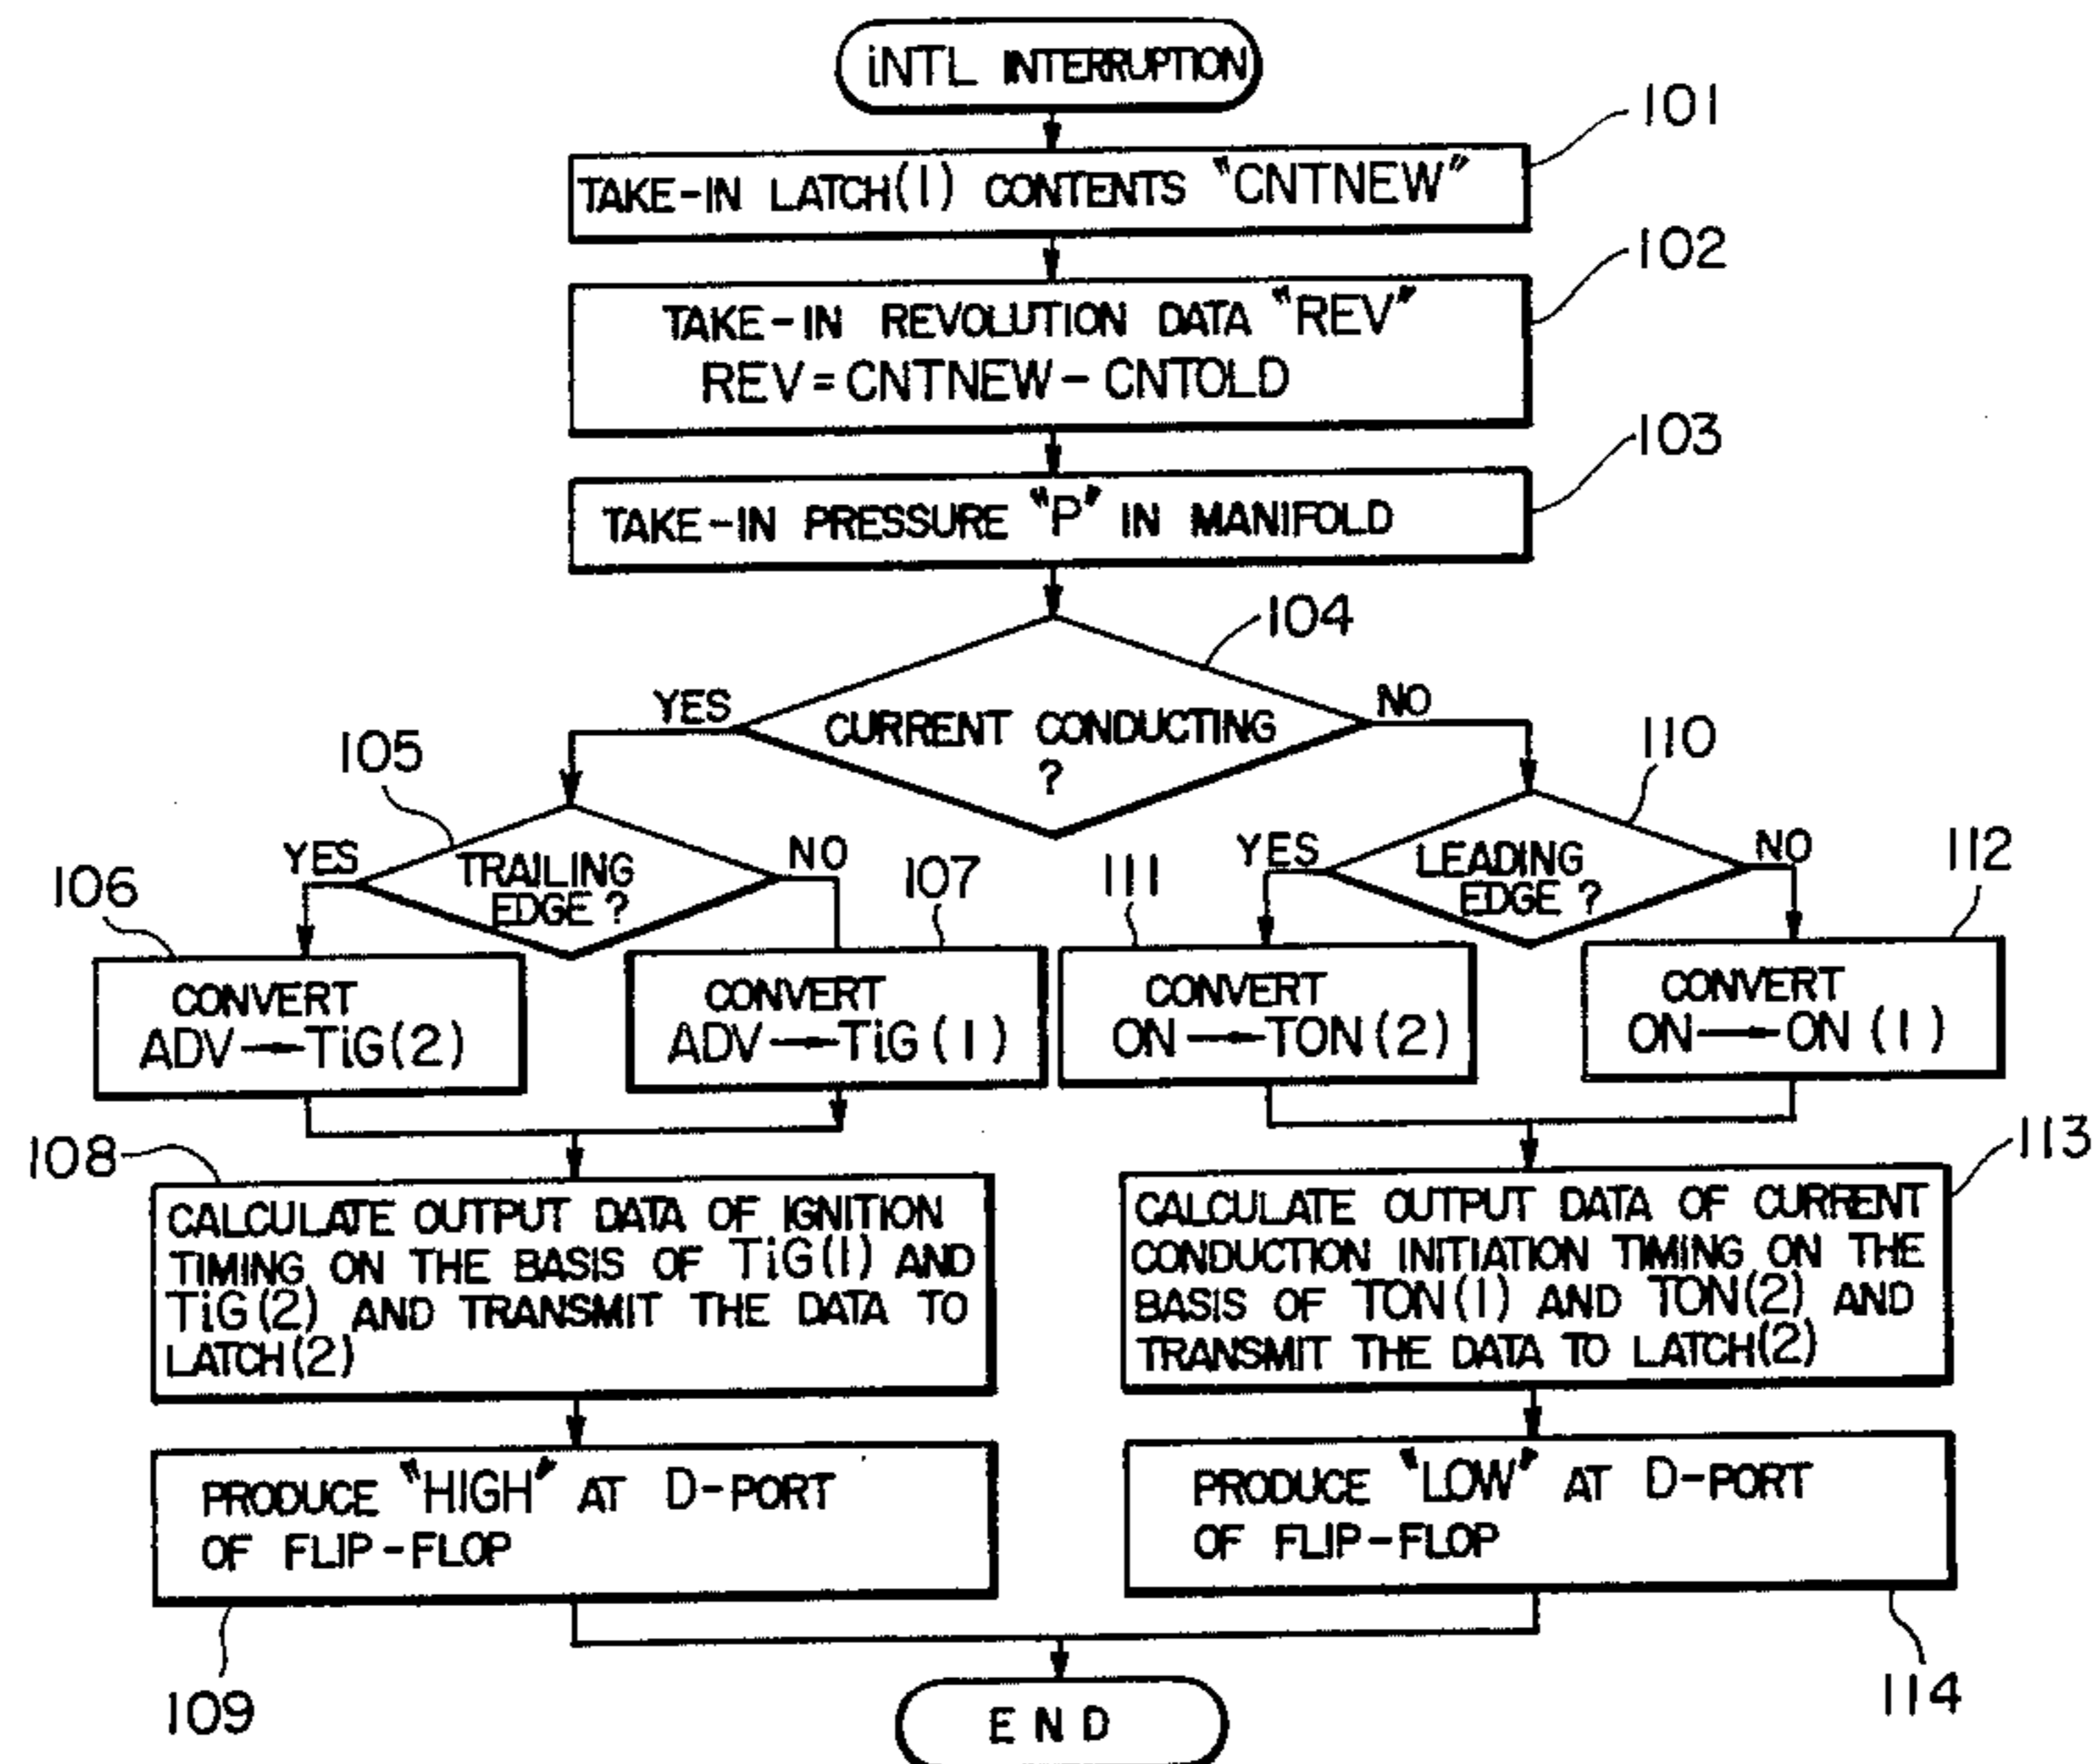 iNTL INTERRUPTION
101
TAKE-IN LATCH(1) CONTENTS "CNTNEW"
102
TAKE-IN REVOLUTION DATA "REV"
REV = CNTNEW - CNTOLD
103
TAKE-IN PRESSURE "P" IN MANIFOLD
104
YES
CURRENT CONDUCTING
?
NO
105
YES
TRAILING
EDGE ?
NO
110
YES
LEADING
EDGE ?
NO
106
CONVERT
ADV→TiG(2)
107
CONVERT
ADV→TiG(1)
111
CONVERT
ON→TON(2)
112
CONVERT
ON→ON(1)
108
CALCULATE OUTPUT DATA OF IGNITION
TIMING ON THE BASIS OF TiG(1) AND
TiG(2) AND TRANSMIT THE DATA TO
LATCH(2)
113
CALCULATE OUTPUT DATA OF CURRENT
CONDUCTION INITIATION TIMING ON THE
BASIS OF TON(1) AND TON(2) AND
TRANSMIT THE DATA TO LATCH(2)
PRODUCE "HIGH" AT D-PORT
OF FLIP-FLOP
109
PRODUCE "LOW" AT D-PORT
OF FLIP-FLOP
114
END